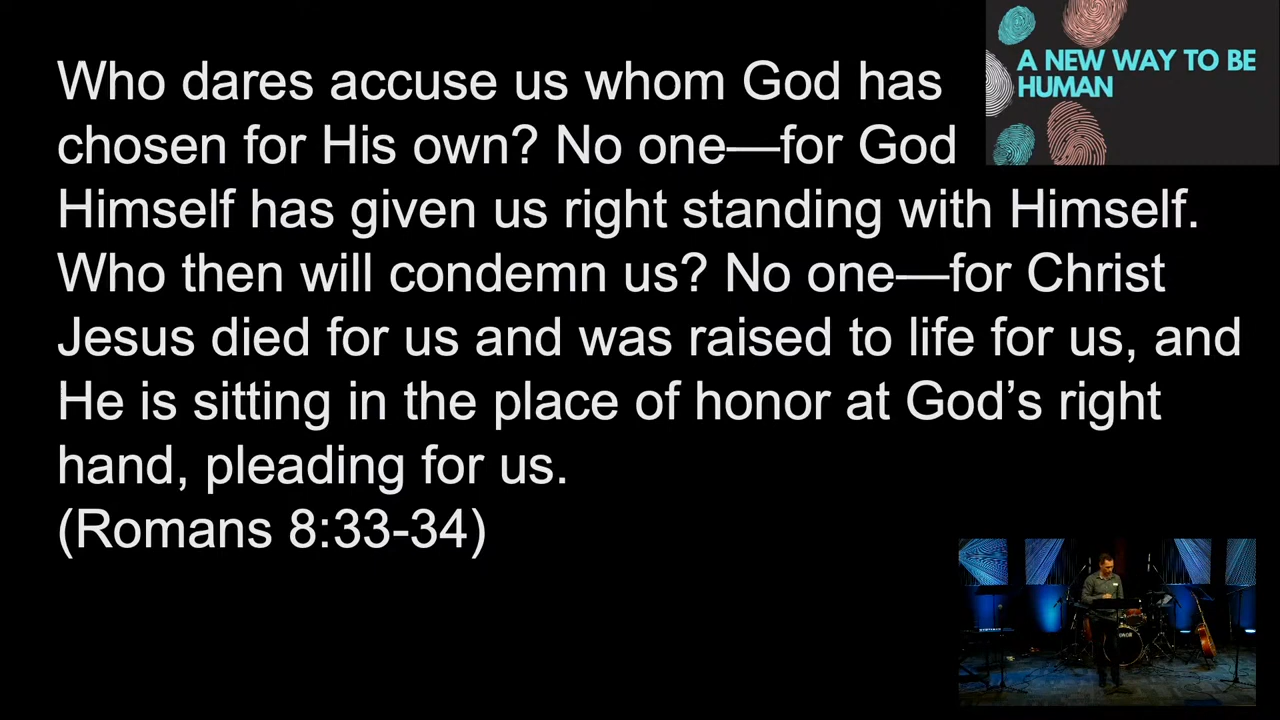 Who dares accuse us whom God has
chosen for His own? No one—for God
Himself has given us right standing with Himself.
Who then will condemn us? No one—for Christ
Jesus died for us and was raised to life for us, and
He is sitting in the place of honor at God’s right
hand, pleading for us.
(Romans 8:33-34)
A NEW WAY TO BE
HUMAN